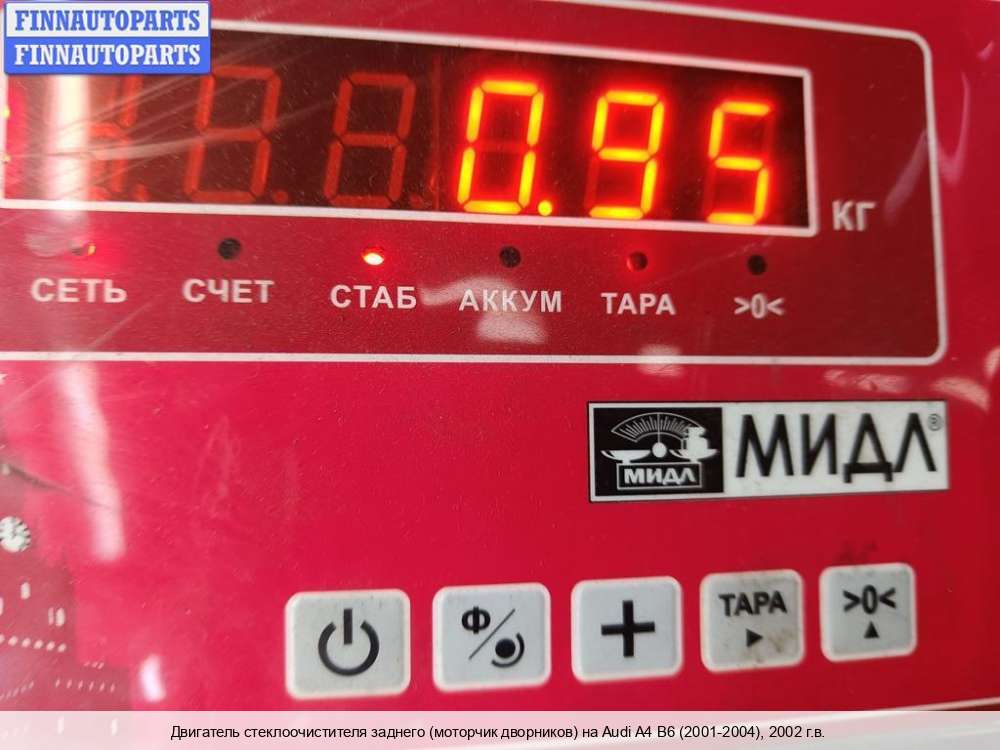 FINNAUTOPARTS
FINNAUTOPARTS
0.95
КГ
СЕТЬ СЧЕТ СТАБ АККУМ ТАРА >0<
МИДЛ МИДЛ®
Ф ТАРА >0<
Двигатель стеклоочистителя заднего (моторчик дворников) на Audi A4 B6 (2001-2004), 2002 г.в.